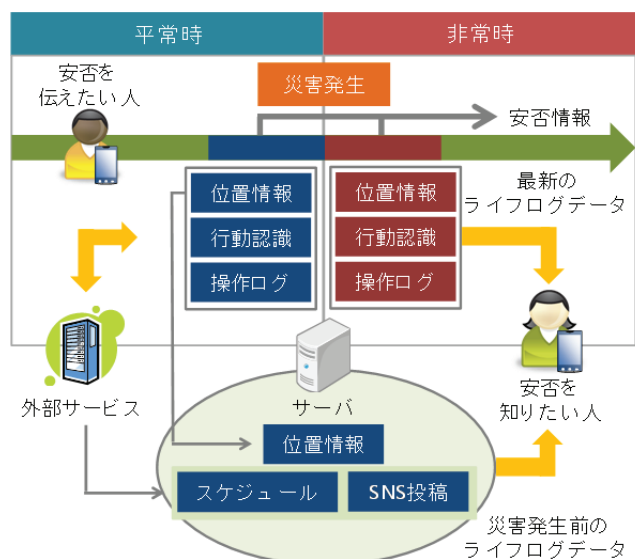 平常時
非常時
安否を
伝えたい人
災害発生
安否情報
位置情報
行動認識
操作ログ
位置情報
行動認識
操作ログ
最新の
ライフログデータ
外部サービス
サーバ
安否を
知りたい人
位置情報
スケジュール
SNS投稿
災害発生前の
ライフログデータ